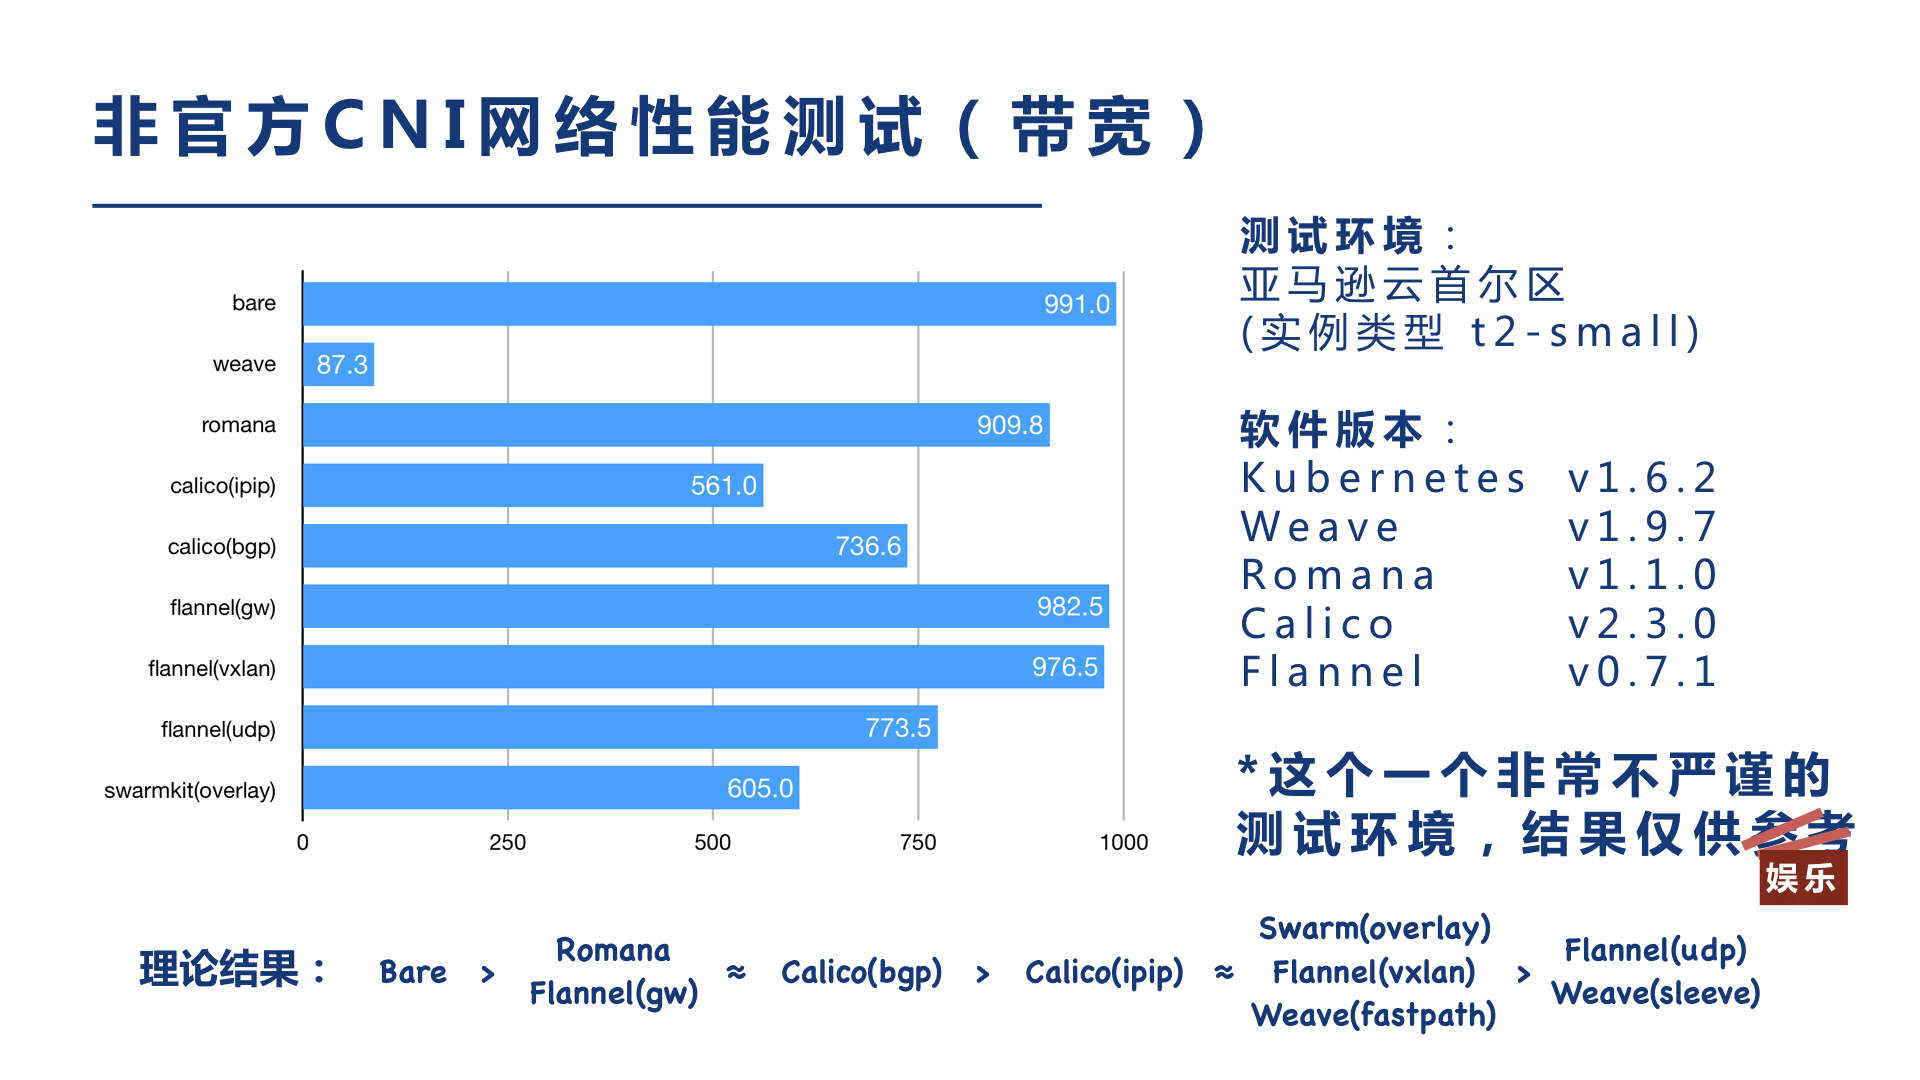 非官方CNI网络性能测试（带宽）
bare 991.0
weave 87.3
romana 909.8
calico(ipip) 561.0
calico(bgp) 736.6
flannel(gw) 982.5
flannel(vxlan) 976.5
flannel(udp) 773.5
swarmkit(overlay) 605.0
0 250 500 750 1000
测试环境：
亚马逊云首尔区
(实例类型 t2-small)
软件版本：
Kubernetes v1.6.2
Weave v1.9.7
Romana v1.1.0
Calico v2.3.0
Flannel v0.7.1
*这个一个非常不严谨的
测试环境，结果仅供参考
娱乐
理论结果： Bare > Romana Flannel(gw) ≈ Calico(bgp) > Calico(ipip) ≈ Swarm(overlay) Flannel(vxlan) Weave(fastpath) > Flannel(udp) Weave(sleeve)